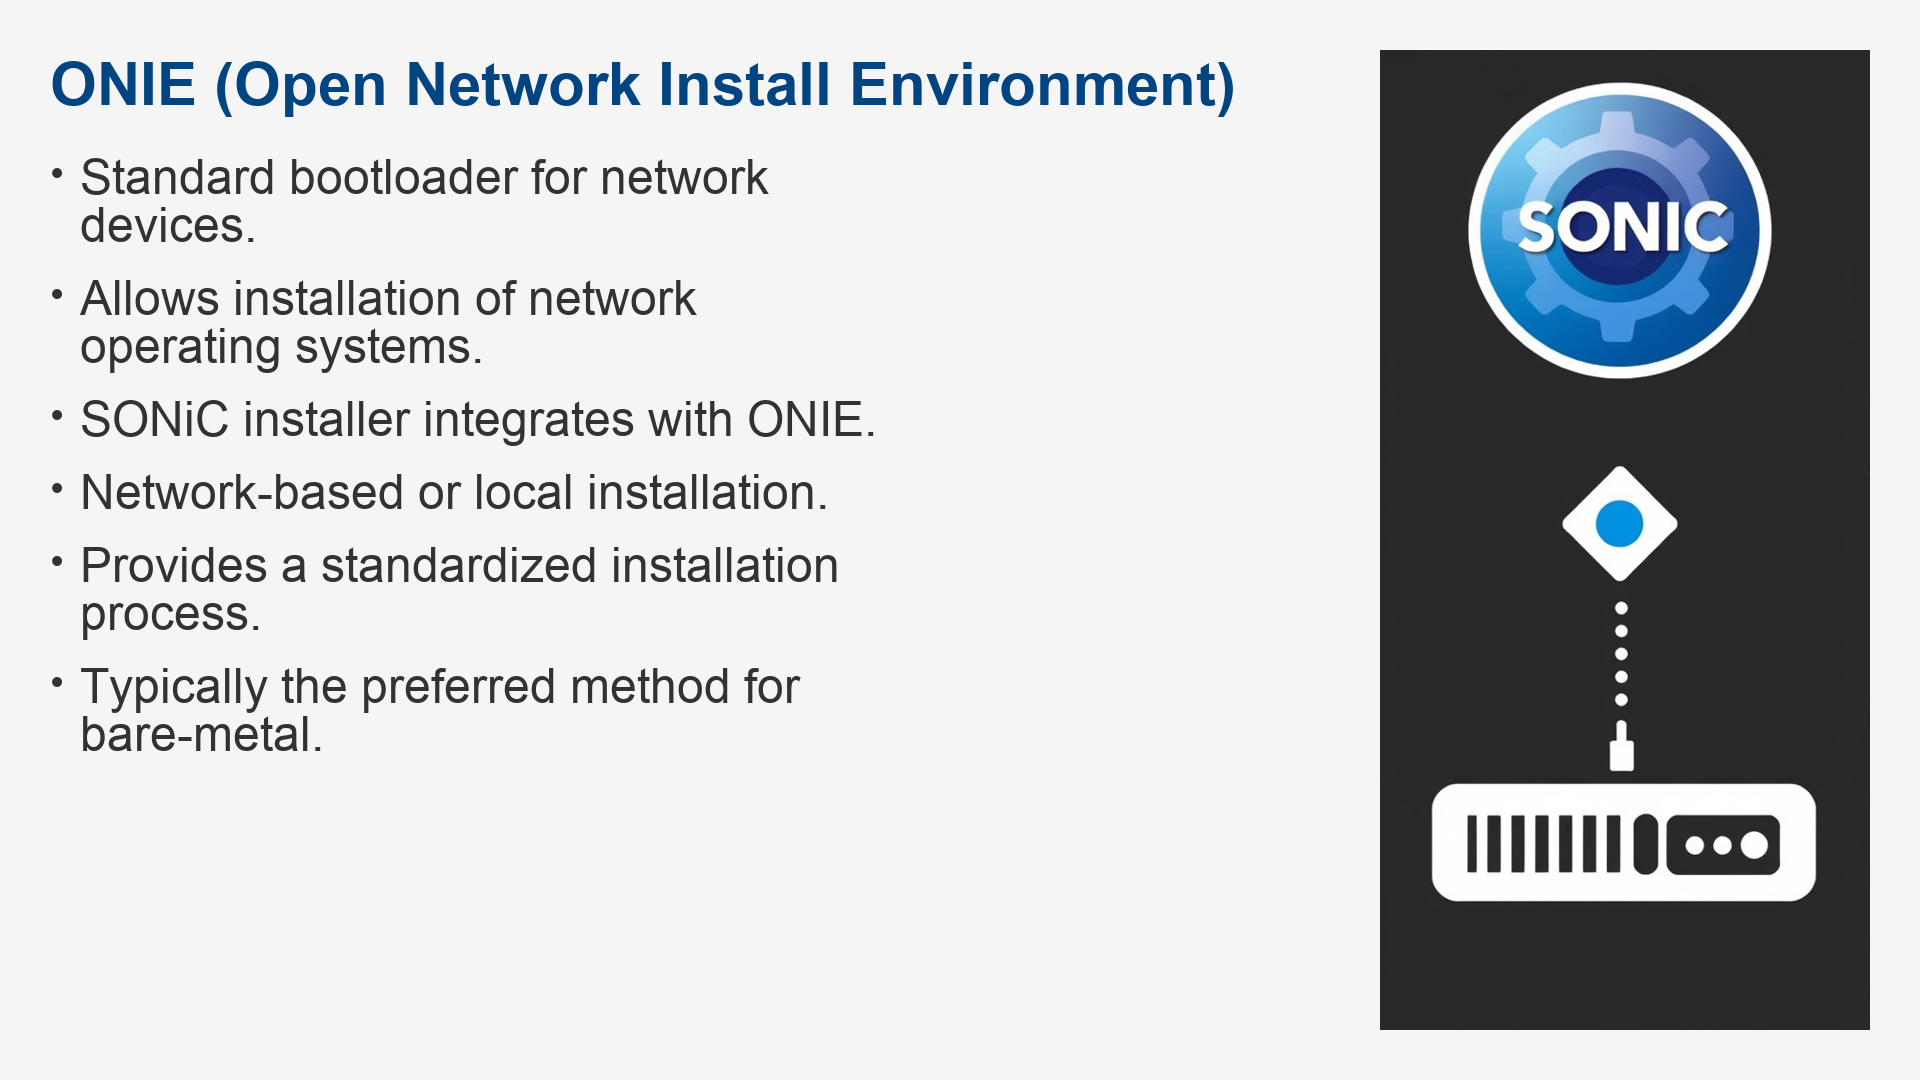 ONIE (Open Network Install Environment)
• Standard bootloader for network
devices.
• Allows installation of network
operating systems.
• SONiC installer integrates with ONIE.
• Network-based or local installation.
• Provides a standardized installation
process.
• Typically the preferred method for
bare-metal.
SONIC